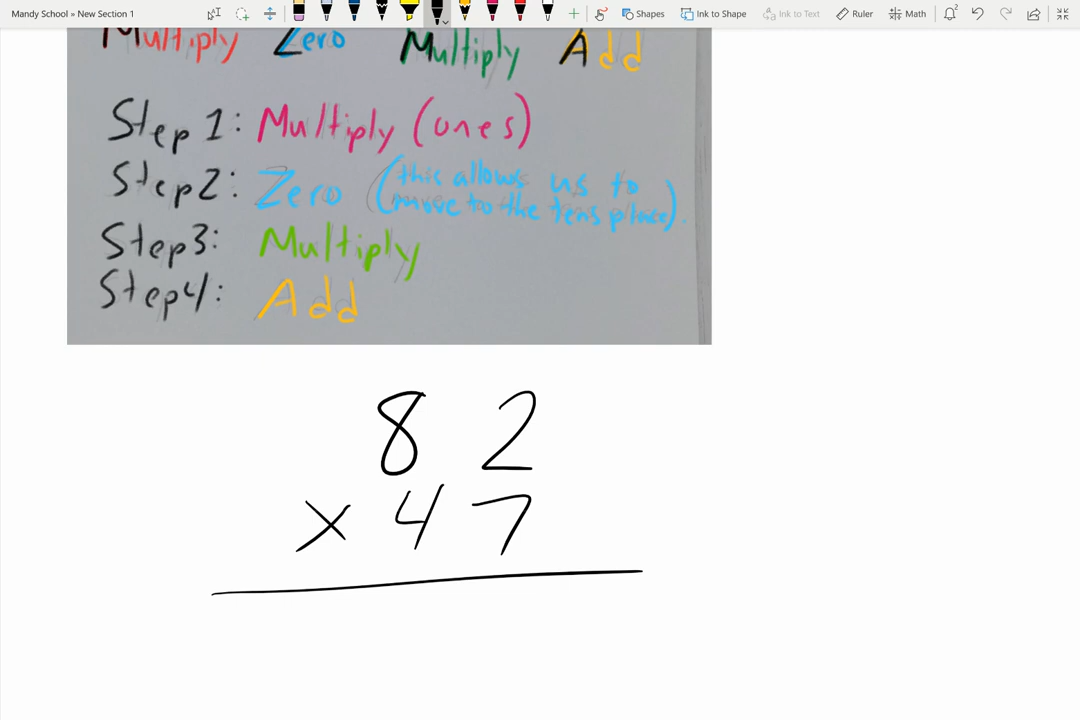 Mandy School » New Section 1
Shapes
Ink to Shape
Ink to Text
Ruler
Math
Multiply Zero Multiply Add
Step 1: Multiply (ones)
Step 2: Zero (this allows us to
move to the tens place).
Step 3: Multiply
Step 4: Add
8 2
× 4 7